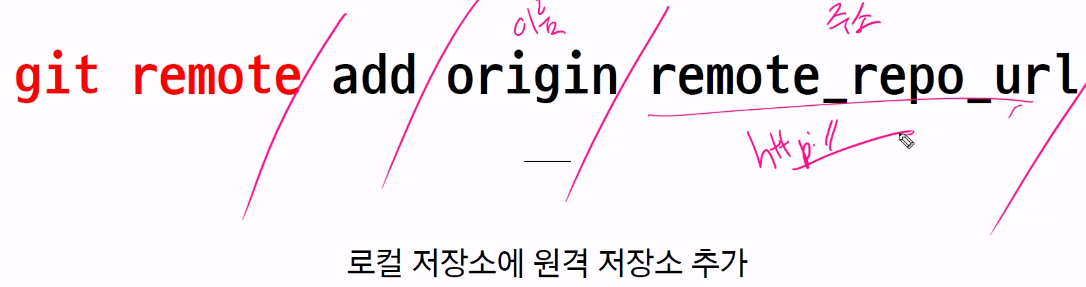 이름 주소
git remote add origin remote_repo_url
http://
로컬 저장소에 원격 저장소 추가